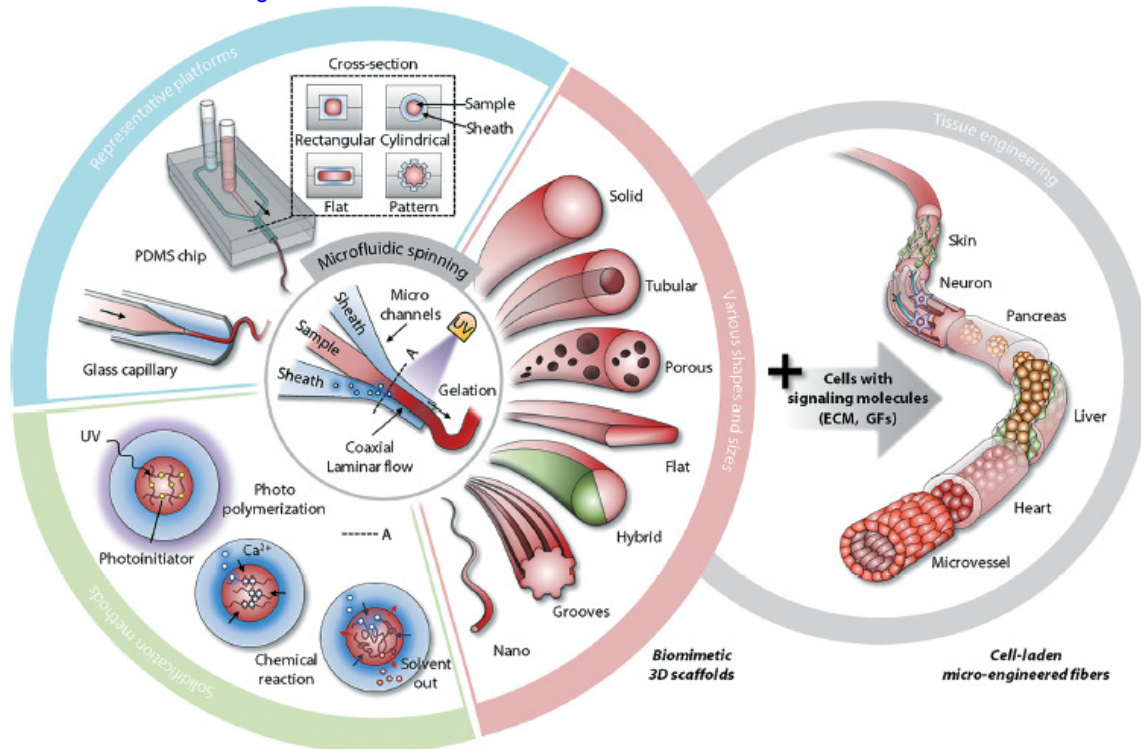 Representative platforms
Cross-section
Sample
Sheath
Rectangular
Cylindrical
Flat
Pattern
PDMS chip
Glass capillary
Microfluidic spinning
Sheath
Sample
Sheath
Micro
channels
A
UV
Gelation
Coaxial
Laminar flow
Solidification methods
UV
Photo
polymerization
Photoinitiator
A
Ca²⁺
Chemical
reaction
Solvent
out
Various shapes and sizes
Solid
Tubular
Porous
Flat
Hybrid
Grooves
Nano
Biomimetic
3D scaffolds
+
Cells with
signaling molecules
(ECM, GFs)
Tissue engineering
Skin
Neuron
Pancreas
Liver
Heart
Microvessel
Cell-laden
micro-engineered fibers